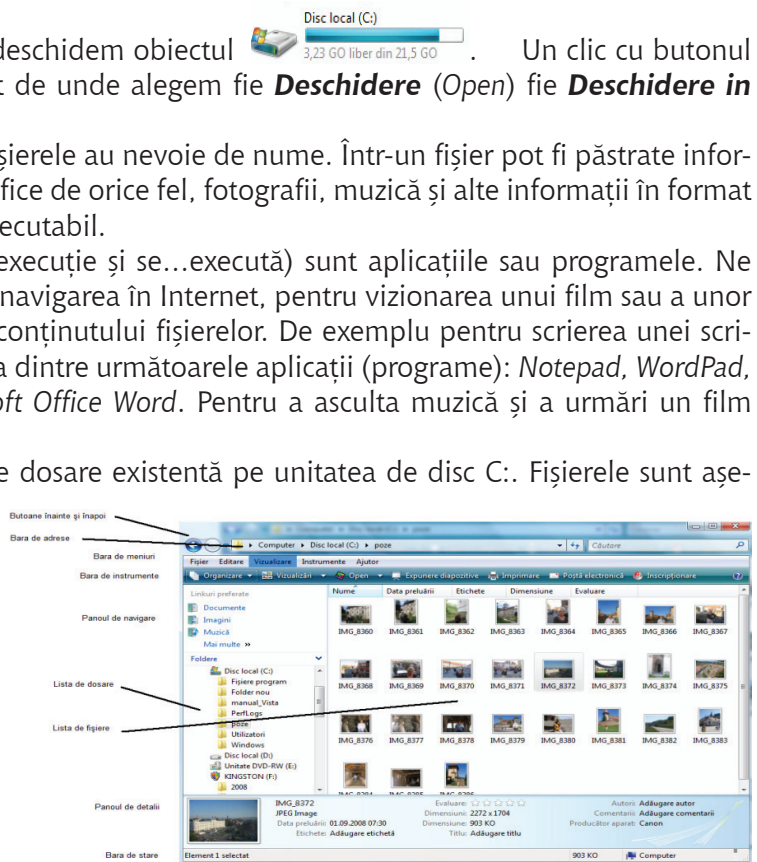 Disc local (C:)
deschidem obiectul 3,23 GO liber din 21,5 GO . Un clic cu butonul
t de unde alegem fie Deschidere (Open) fie Deschidere in
șierele au nevoie de nume. Într-un fișier pot fi păstrate infor-
fice de orice fel, fotografii, muzică și alte informații în format
ecutabil.
execuție și se...execută) sunt aplicațiile sau programele. Ne
navigarea în Internet, pentru vizionarea unui film sau a unor
conținutului fișierelor. De exemplu pentru scrierea unei scri-
a dintre următoarele aplicații (programe): Notepad, WordPad,
oft Office Word. Pentru a asculta muzică și a urmări un film
e dosare existentă pe unitatea de disc C:. Fișierele sunt așe-
Butoane înainte și înapoi
Bara de adrese
Computer Disc local (C:) poze Căutare
Bara de meniuri
Fișier Editare Vizualizare Instrumente Ajutor
Bara de instrumente
Organizare Vizualizări Open Expunere diapozitive Imprimare Poștă electronică Inscripționare
Linkuri preferate
Nume Data preluării Etichete Dimensiune Evaluare
Documente
Imagini
Panoul de navigare
Muzică
Mai multe »
IMG_8360 IMG_8361 IMG_8362 IMG_8363 IMG_8364 IMG_8365 IMG_8366 IMG_8367
Foldere
Disc local (C:)
Fișiere program
Lista de dosare
Folder nou
IMG_8368 IMG_8369 IMG_8370 IMG_8371 IMG_8372 IMG_8373 IMG_8374 IMG_8375
manual_Vista
PerfLogs
Lista de fișiere
poze
Utilizatori
Windows
IMG_8376 IMG_8377 IMG_8378 IMG_8379 IMG_8380 IMG_8381 IMG_8382 IMG_8383
Disc local (D:)
Unitate DVD-RW (E:)
KINGSTON (F:)
2008
IMG_8384 IMG_8385 IMG_8386
Panoul de detalii
IMG_8372 Evaluare: Autori: Adăugare autor
JPEG Image Dimensiuni: 2272 x 1704 Comentarii: Adăugare comentarii
Data preluării: 01.09.2008 07:30 Dimensiune: 903 KO Producător aparat: Canon
Etichete: Adăugare etichetă Titlu: Adăugare titlu
Bara de stare
Element 1 selectat 903 KO Computer